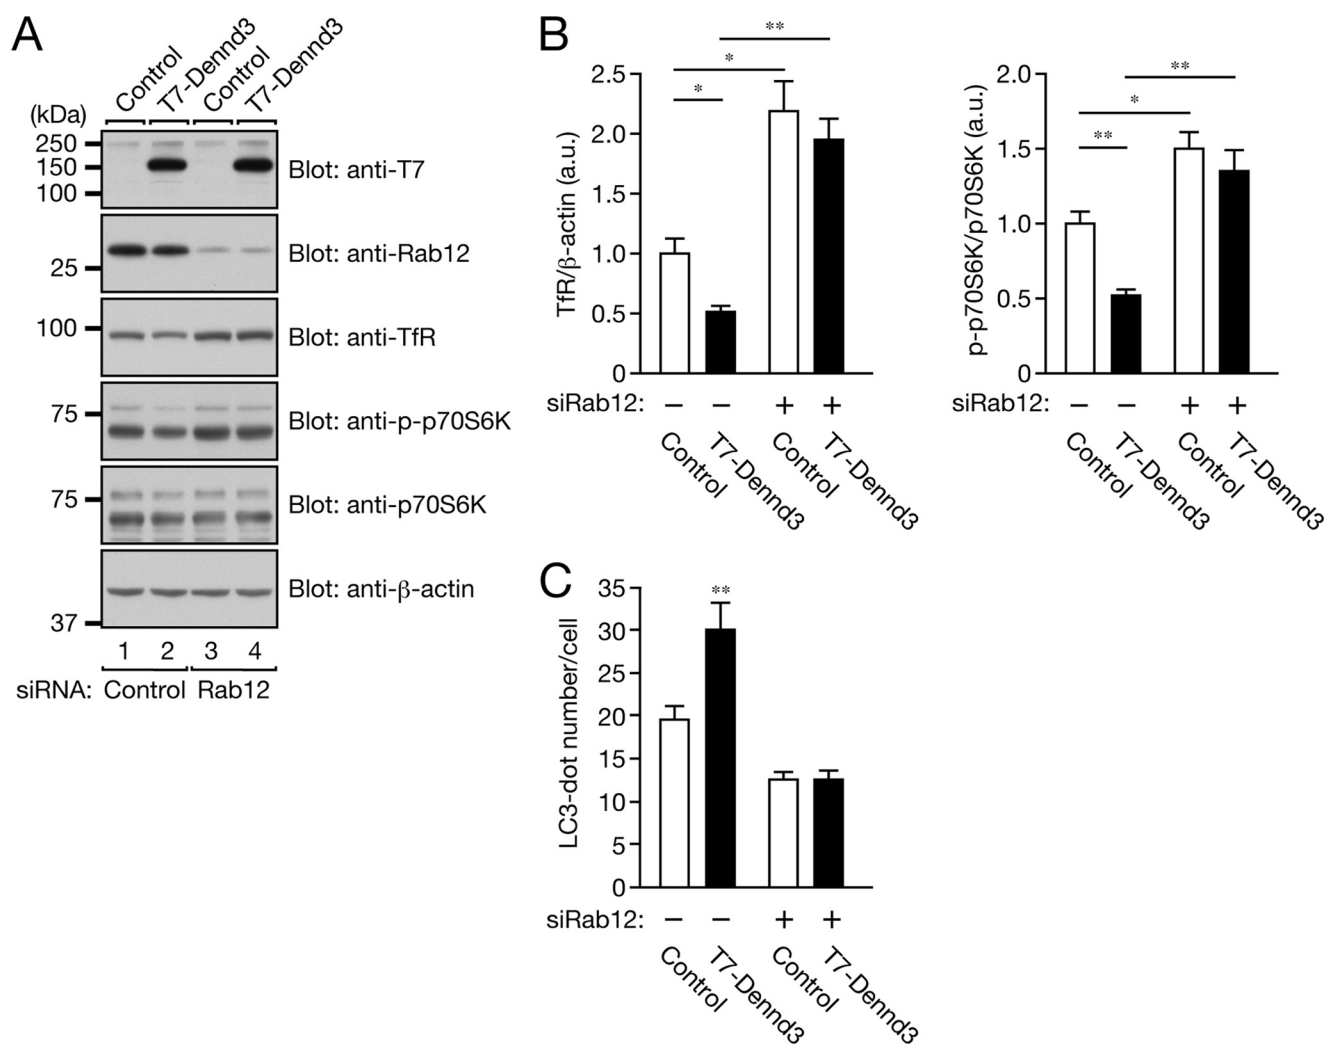 A
Control
T7-Dennd3
Control
T7-Dennd3
(kDa)
250
150
100
Blot: anti-T7
25
Blot: anti-Rab12
100
Blot: anti-TfR
75
Blot: anti-p-p70S6K
75
Blot: anti-p70S6K
37
Blot: anti-β-actin
1 2 3 4
siRNA: Control Rab12
B
**
*
*
2.5
2.0
1.5
1.0
0.5
0
TfR/β-actin (a.u.)
siRab12: − − + +
Control
T7-Dennd3
Control
T7-Dennd3
**
*
**
2.0
1.5
1.0
0.5
0
p-p70S6K/p70S6K (a.u.)
siRab12: − − + +
Control
T7-Dennd3
Control
T7-Dennd3
C
**
35
30
25
20
15
10
5
0
LC3-dot number/cell
siRab12: − − + +
Control
T7-Dennd3
Control
T7-Dennd3